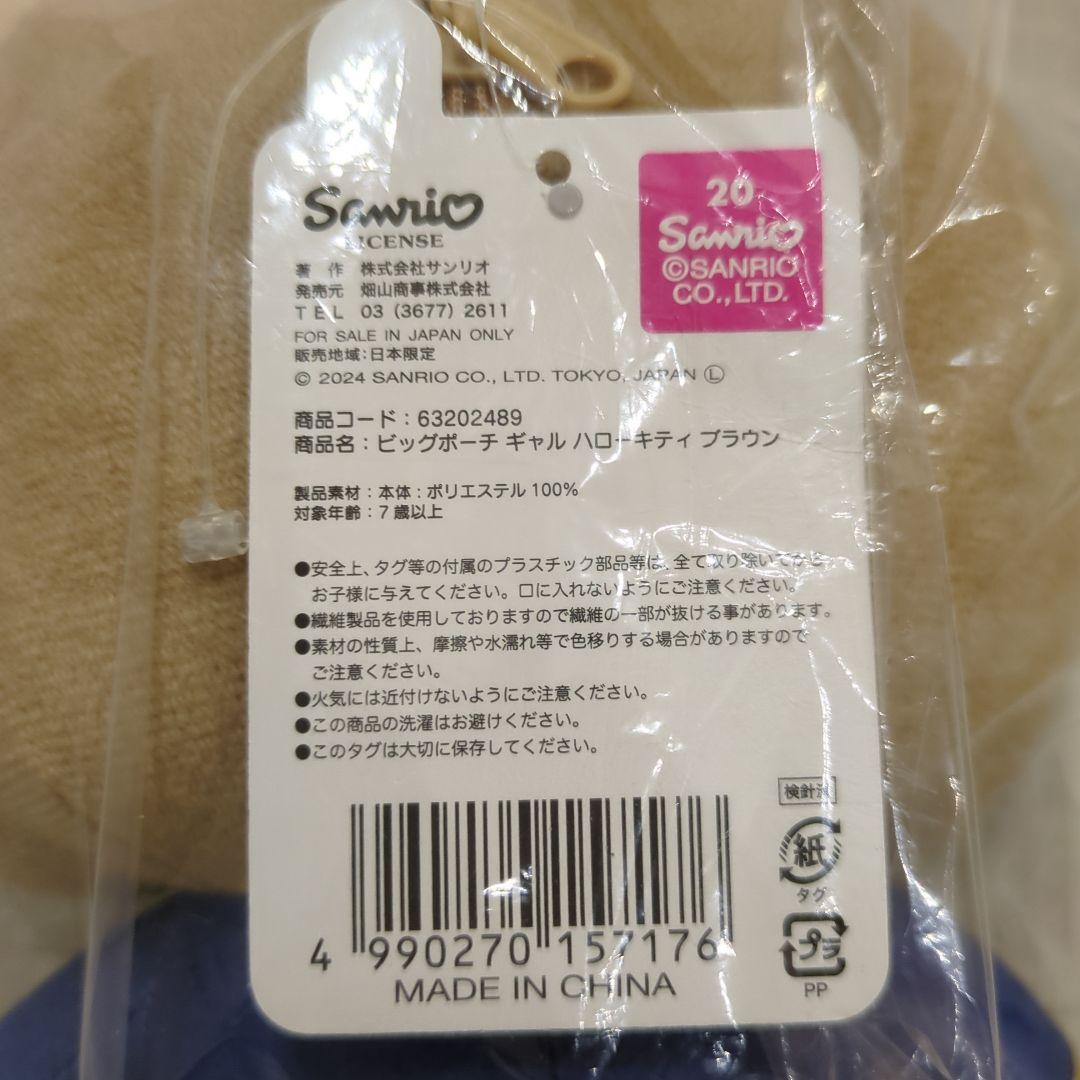 Sanrio
LICENSE
20
Sanrio
©SANRIO
CO.,LTD.
著 作 株式会社サンリオ
発売元 畑山商事株式会社
TEL 03 (3677) 2611
FOR SALE IN JAPAN ONLY
販売地域:日本限定
© 2024 SANRIO CO., LTD. TOKYO, JAPAN Ⓛ
商品コード:63202489
商品名:ビッグポーチ ギャル ハローキティ ブラウン
製品素材:本体:ポリエステル100%
対象年齢:7歳以上
●安全上、タグ等の付属のプラスチック部品等は、全て取り除いてから
お子様に与えてください。口に入れないようにご注意ください。
●繊維製品を使用しておりますので繊維の一部が抜ける事があります。
●素材の性質上、摩擦や水濡れ等で色移りする場合がありますので
ご注意ください。
●火気には近付けないようにご注意ください。
●この商品の洗濯はお避けください。
●このタグは大切に保存してください。
検針済
紙
タグ
プラ
PP
4 990270 157176
MADE IN CHINA